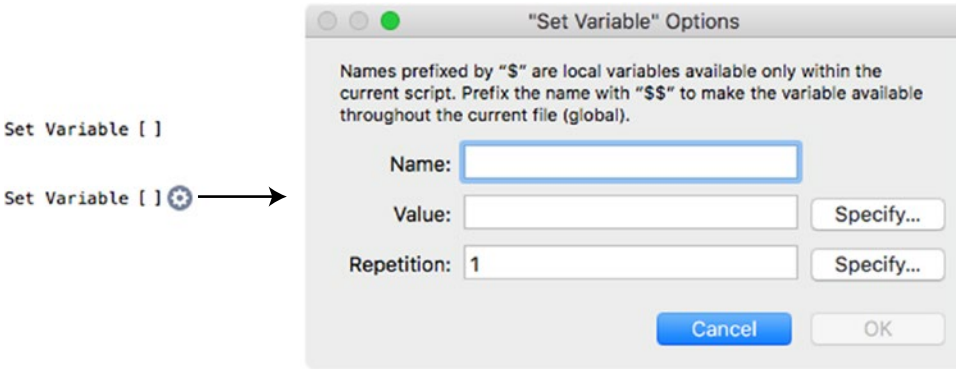 "Set Variable" Options
Names prefixed by “$” are local variables available only within the
current script. Prefix the name with “$$” to make the variable available
throughout the current file (global).
Set Variable [ ]
Set Variable [ ]
Name:
Value:
Specify...
Repetition: 1
Specify...
Cancel
OK